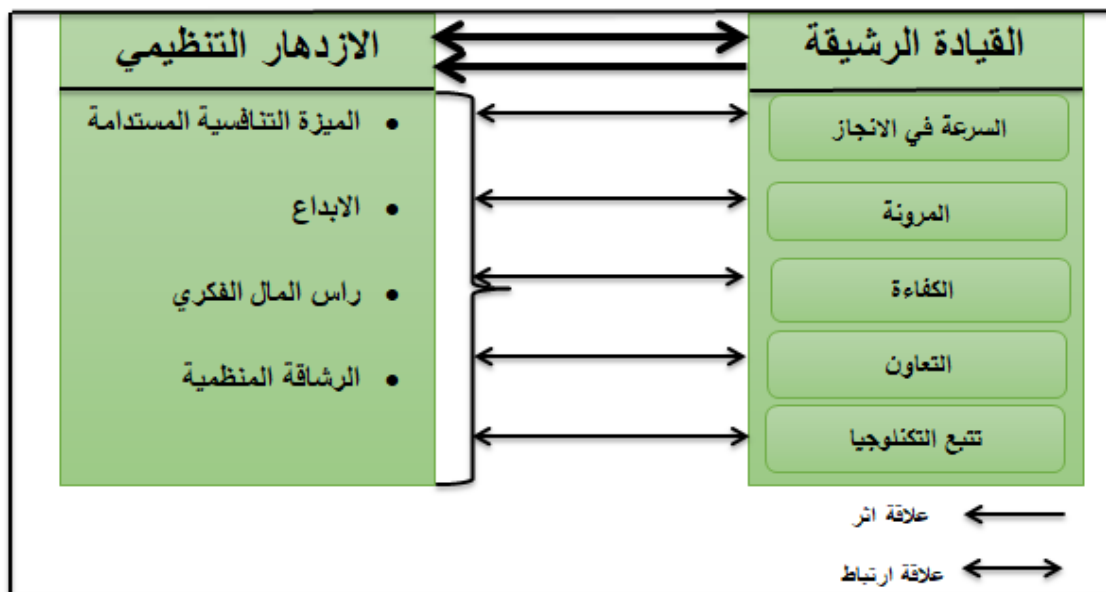 القيادة الرشيقة
السرعة في الانجاز
المرونة
الكفاءة
التعاون
تتبع التكنلوجيا
الازدهار التنظيمي
• الميزة التنافسية المستدامة
• الابداع
• راس المال الفكري
• الرشاقة المنظمية
علاقة اثر
علاقة ارتباط